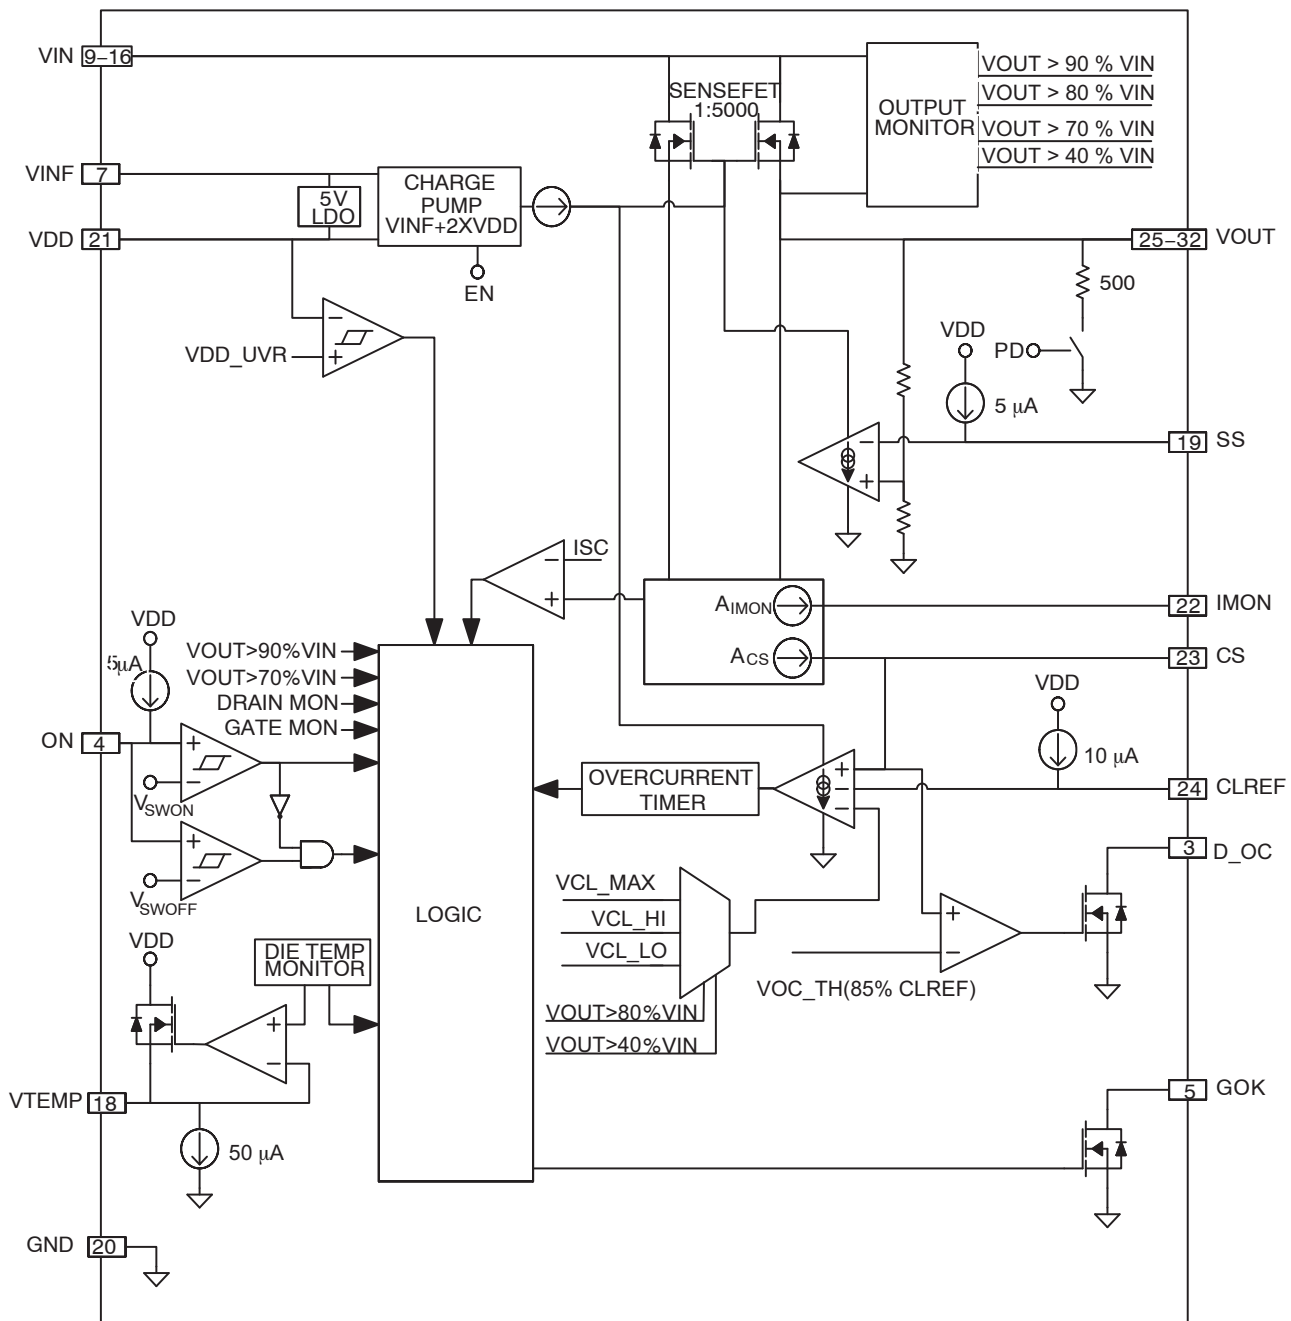 VIN 9–16
SENSEFET
1:5000
OUTPUT
MONITOR
VOUT > 90 % VIN
VOUT > 80 % VIN
VOUT > 70 % VIN
VOUT > 40 % VIN
VINF 7
5V
LDO
CHARGE
PUMP
VINF+2XVDD
VDD 21
EN
25–32 VOUT
500
PD
VDD
5 μA
VDD_UVR
−
+
19 SS
−
+
ISC
−
+
AIMON
22 IMON
ACS
23 CS
VDD
5μA
VOUT>90%VIN
VOUT>70%VIN
DRAIN MON
GATE MON
VDD
10 μA
ON 4
+
−
VSWON
OVERCURRENT
TIMER
+
−
−
24 CLREF
3 D_OC
+
−
VSWOFF
LOGIC
VCL_MAX
VCL_HI
VCL_LO
+
−
VOC_TH(85% CLREF)
VOUT>80%VIN
VOUT>40%VIN
VDD
DIE TEMP
MONITOR
+
−
VTEMP 18
50 μA
5 GOK
GND 20